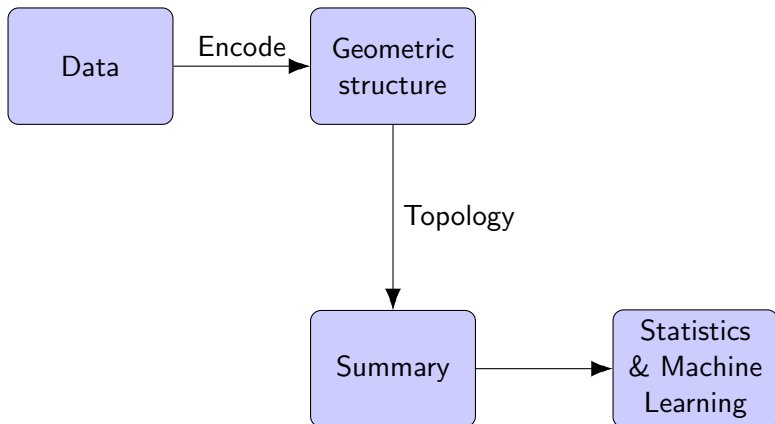 Data
Encode
Geometric
structure
Topology
Summary
Statistics
& Machine
Learning